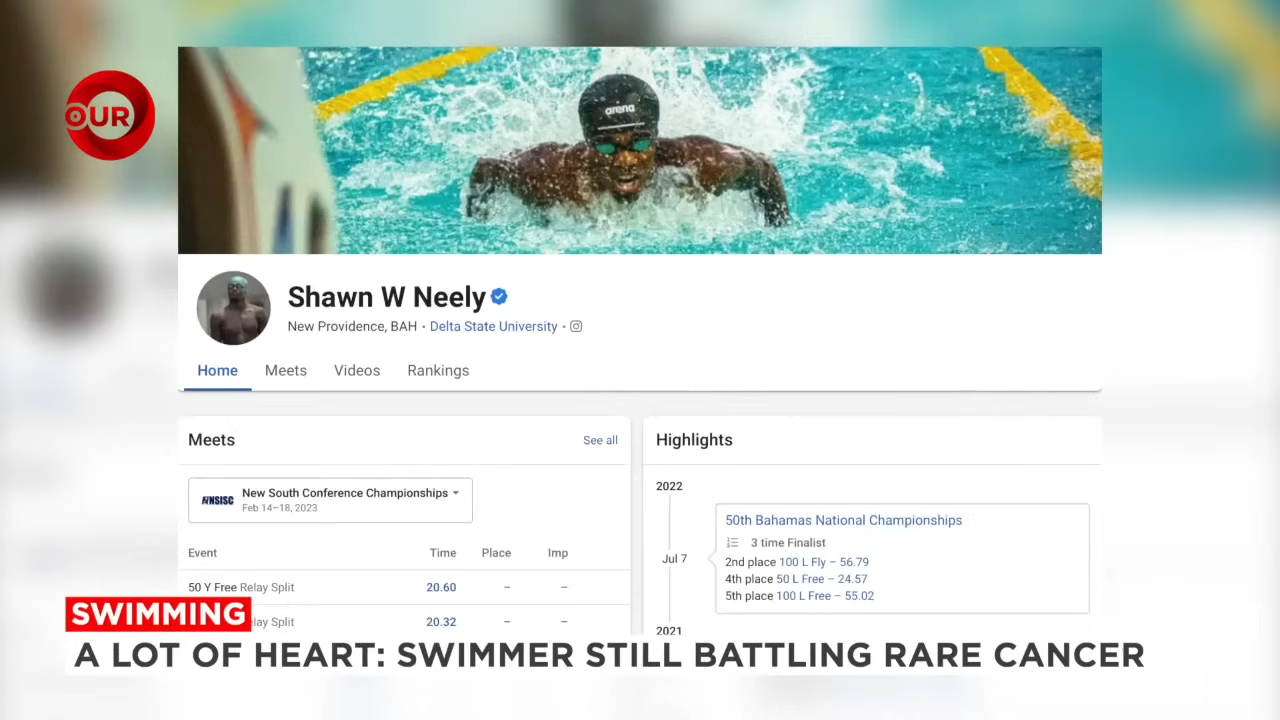 OUR
arena
Shawn W Neely
New Providence, BAH • Delta State University •
Home Meets Videos Rankings
Meets See all
NSISC New South Conference Championships
Feb 14–18, 2023
Event Time Place Imp
50 Y Free Relay Split 20.60 – –
lay Split 20.32 – –
Highlights
2022
Jul 7
50th Bahamas National Championships
3 time Finalist
2nd place 100 L Fly – 56.79
4th place 50 L Free – 24.57
5th place 100 L Free – 55.02
2021
SWIMMING
A LOT OF HEART: SWIMMER STILL BATTLING RARE CANCER